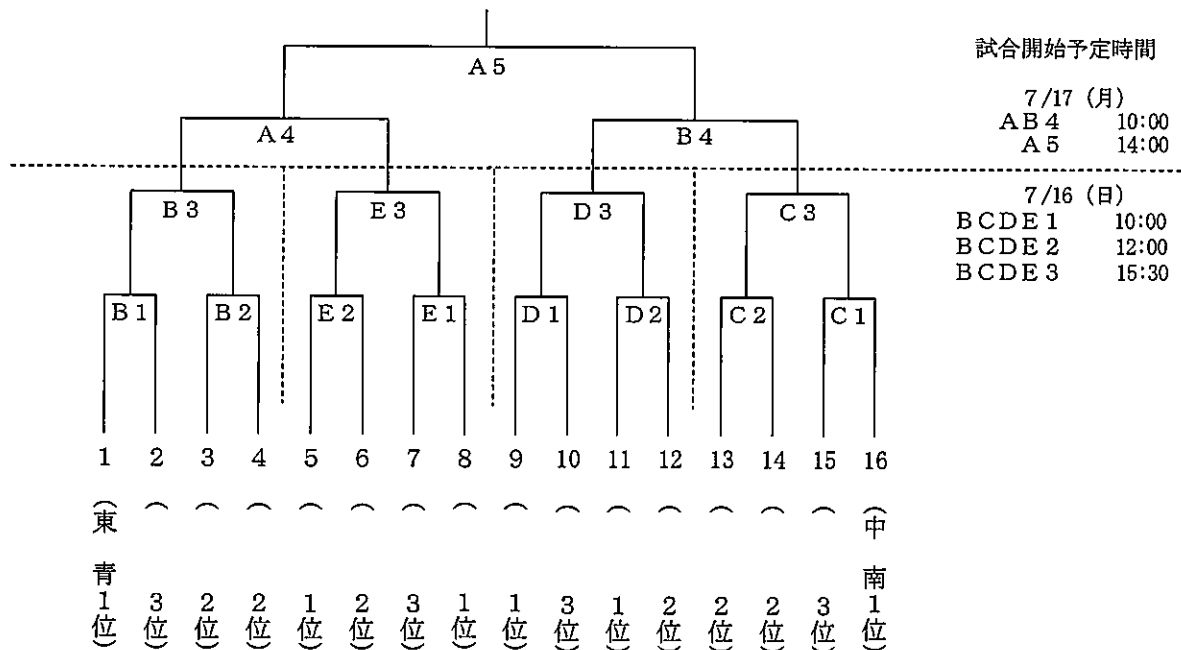 A5
試合開始予定時間
7/17 (月)
A4
B4
AB4 10:00
A5 14:00
B3
E3
D3
C3
7/16 (日)
BCDE1 10:00
BCDE2 12:00
BCDE3 15:30
B1
B2
E2
E1
D1
D2
C2
C1
1 2 3 4 5 6 7 8 9 10 11 12 13 14 15 16
(東青1位)
( 3位)
( 2位)
( 2位)
( 1位)
( 2位)
( 3位)
( 1位)
( 1位)
( 3位)
( 1位)
( 2位)
( 2位)
( 2位)
( 3位)
(中南1位)